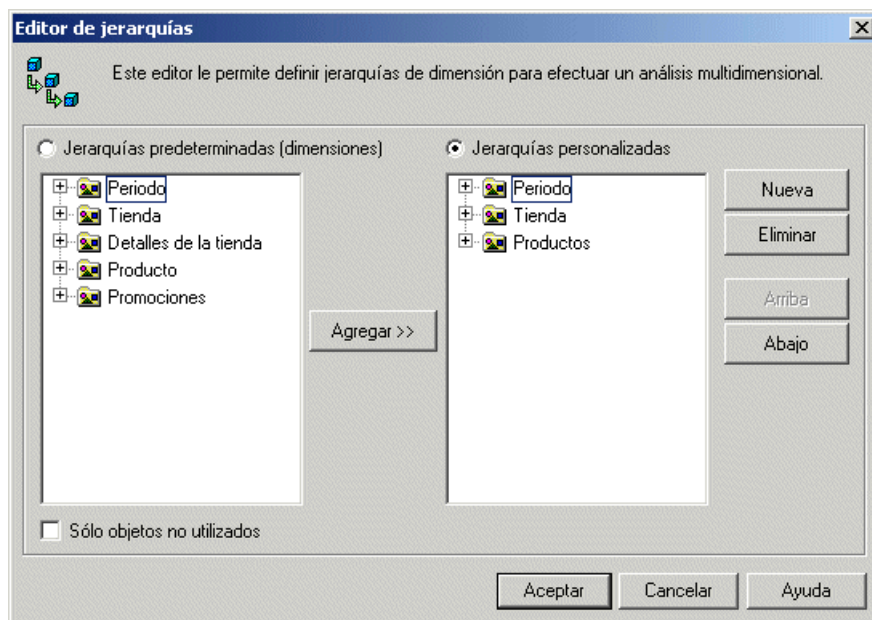 Editor de jerarquías
Este editor le permite definir jerarquías de dimensión para efectuar un análisis multidimensional.
Jerarquías predeterminadas (dimensiones)
Periodo
Tienda
Detalles de la tienda
Producto
Promociones
Agregar >>
Jerarquías personalizadas
Periodo
Tienda
Productos
Nueva
Eliminar
Arriba
Abajo
Sólo objetos no utilizados
Aceptar
Cancelar
Ayuda